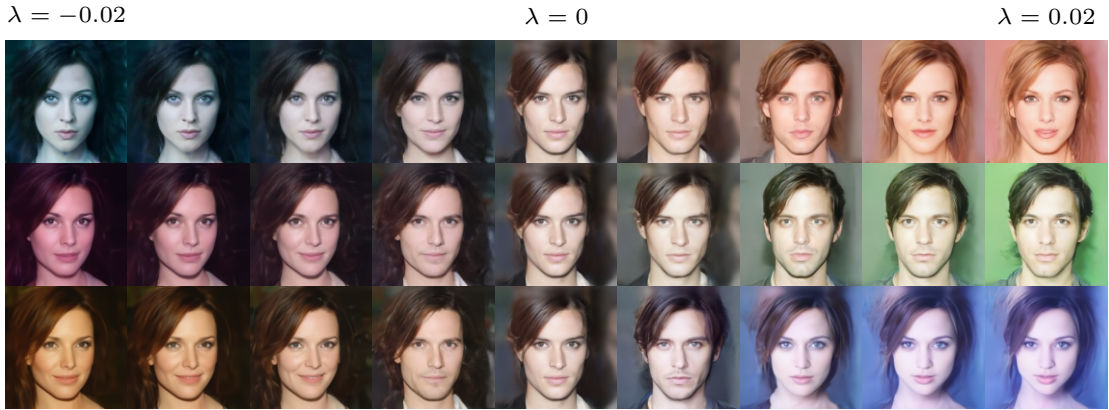 λ = −0.02 λ = 0 λ = 0.02